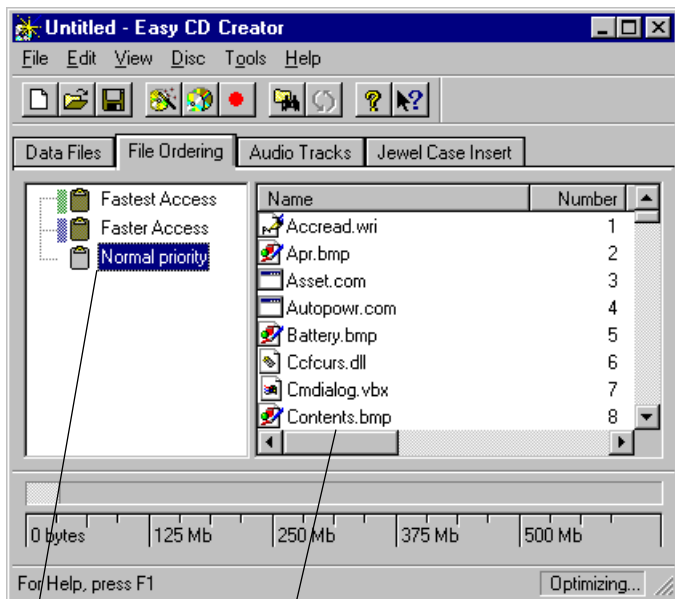 Untitled - Easy CD Creator
File Edit View Disc Tools Help
Data Files File Ordering Audio Tracks Jewel Case Insert
Fastest Access
Faster Access
Normal priority
Name Number
Accread.wri 1
Apr.bmp 2
Asset.com 3
Autopowr.com 4
Battery.bmp 5
Ccfcurs.dll 6
Cmdialog.vbx 7
Contents.bmp 8
0 bytes 125 Mb 250 Mb 375 Mb 500 Mb
For Help, press F1 Optimizing...